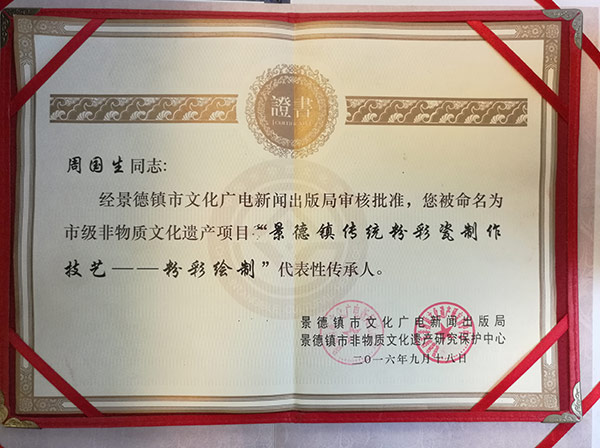 證書
周国生同志：
经景德镇市文化广电新闻出版局审核批准，您被命名为
市级非物质文化遗产项目“景德镇传统粉彩瓷制作
技艺——粉彩绘制”代表性传承人。
景德镇市文化广电新闻出版局
景德镇市非物质文化遗产研究保护中心
二〇一六年九月十八日